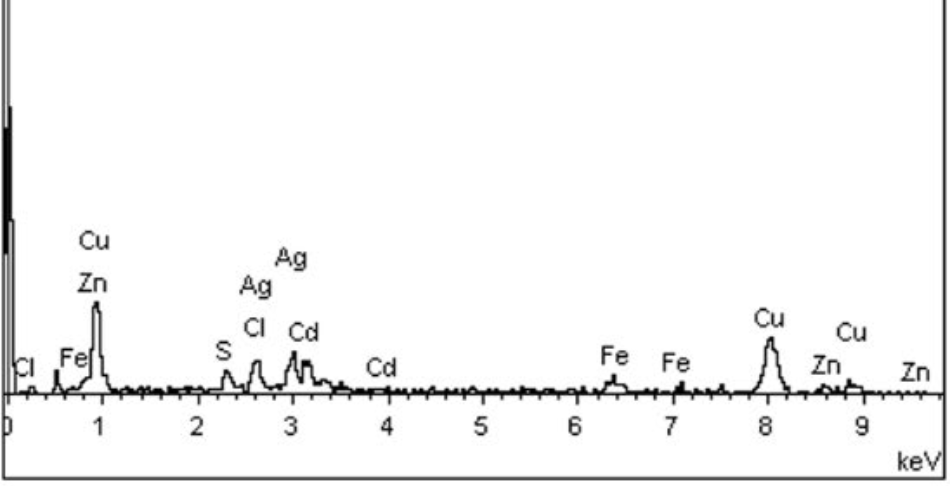 Cu
Ag
Zn
Ag
Cl
Cd
Cu
Cu
S
Fe
Fe
Fe
Cl
Cd
Zn
Zn
0 1 2 3 4 5 6 7 8 9
keV